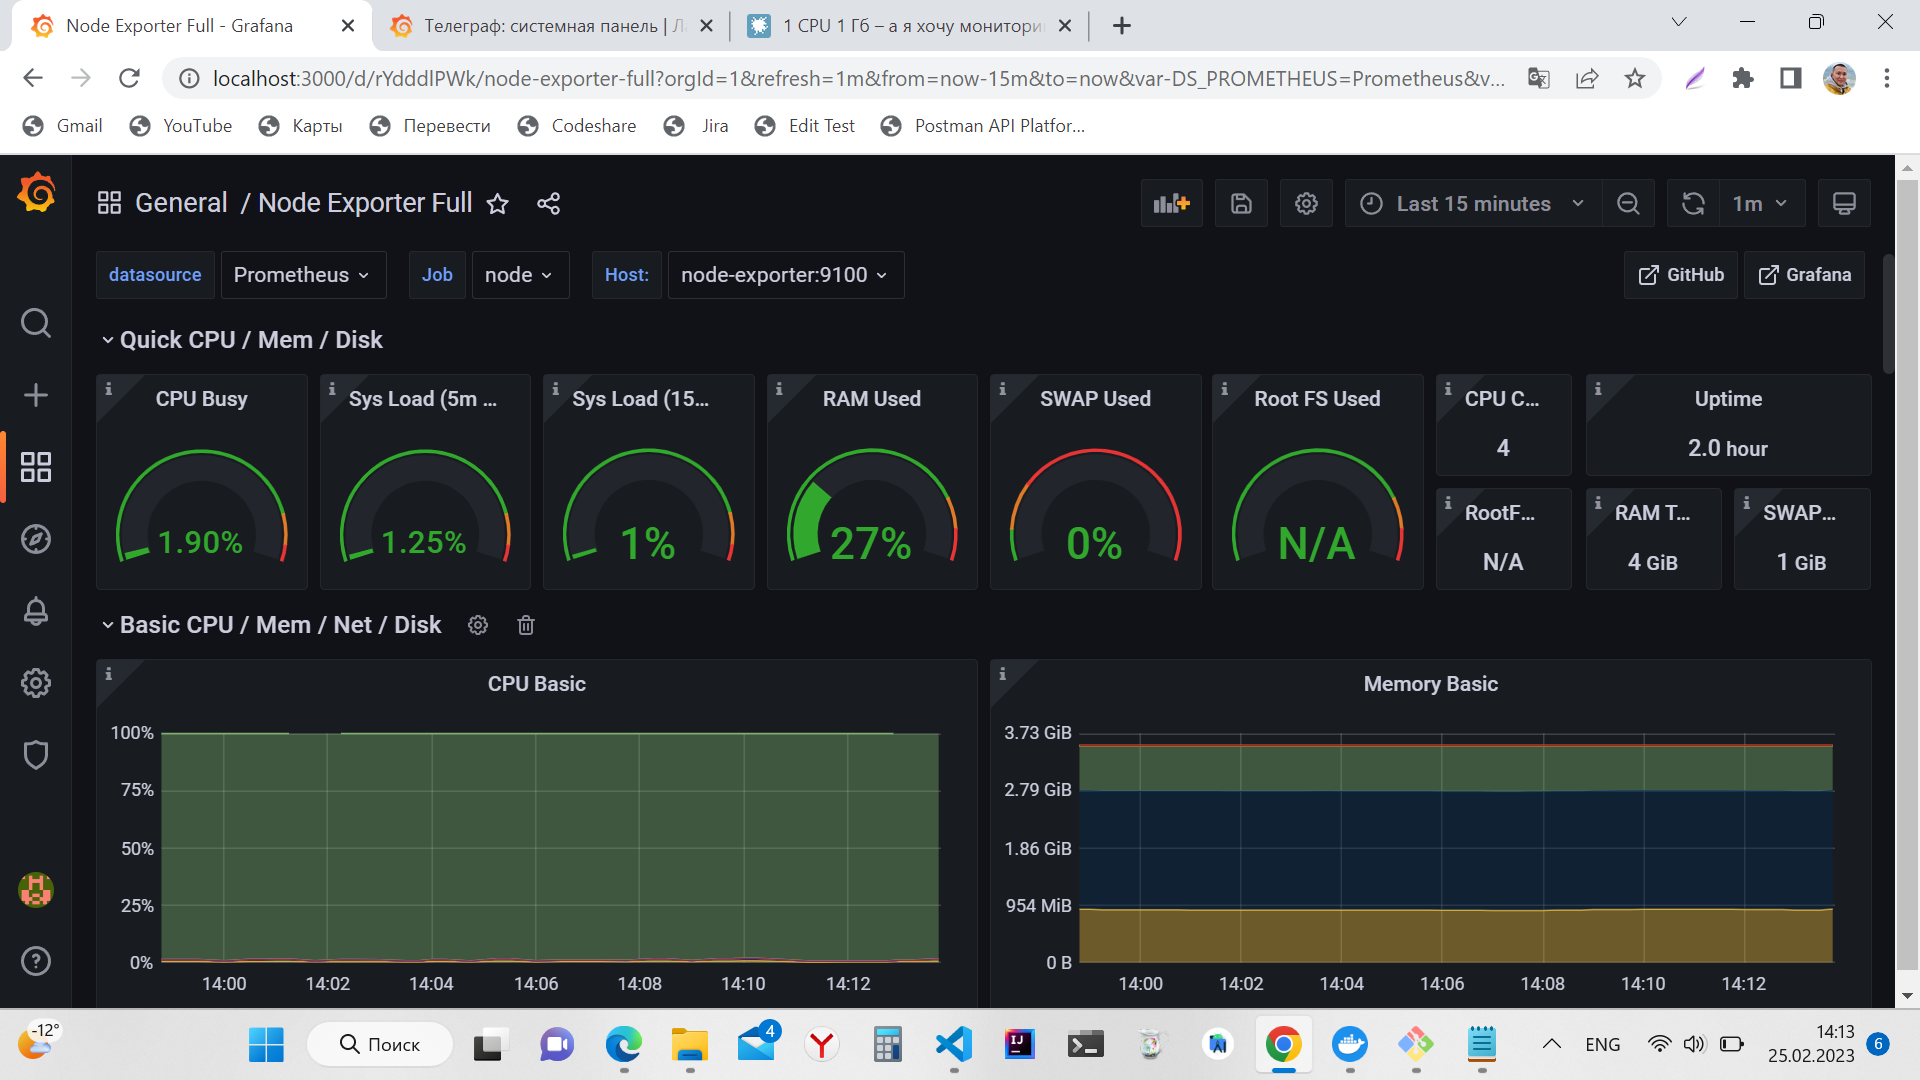 Node Exporter Full - Grafana
Телеграф: системная панель | Л
1 CPU 1 Гб – а я хочу монитори
localhost:3000/d/rYdddlPWk/node-exporter-full?orgId=1&refresh=1m&from=now-15m&to=now&var-DS_PROMETHEUS=Prometheus&v...
Gmail
YouTube
Карты
Перевести
Codeshare
Jira
Edit Test
Postman API Platfor...
General / Node Exporter Full
Last 15 minutes
1m
datasource
Prometheus
Job
node
Host:
node-exporter:9100
GitHub
Grafana
Quick CPU / Mem / Disk
CPU Busy
1.90%
Sys Load (5m ...
1.25%
Sys Load (15...
1%
RAM Used
27%
SWAP Used
0%
Root FS Used
N/A
CPU C...
4
Uptime
2.0 hour
RootF...
N/A
RAM T...
4 GiB
SWAP...
1 GiB
Basic CPU / Mem / Net / Disk
CPU Basic
100%
75%
50%
25%
0%
14:00
14:02
14:04
14:06
14:08
14:10
14:12
Memory Basic
3.73 GiB
2.79 GiB
1.86 GiB
954 MiB
0 B
14:00
14:02
14:04
14:06
14:08
14:10
14:12
-12°
Поиск
4
IJ
ENG
14:13
25.02.2023
6